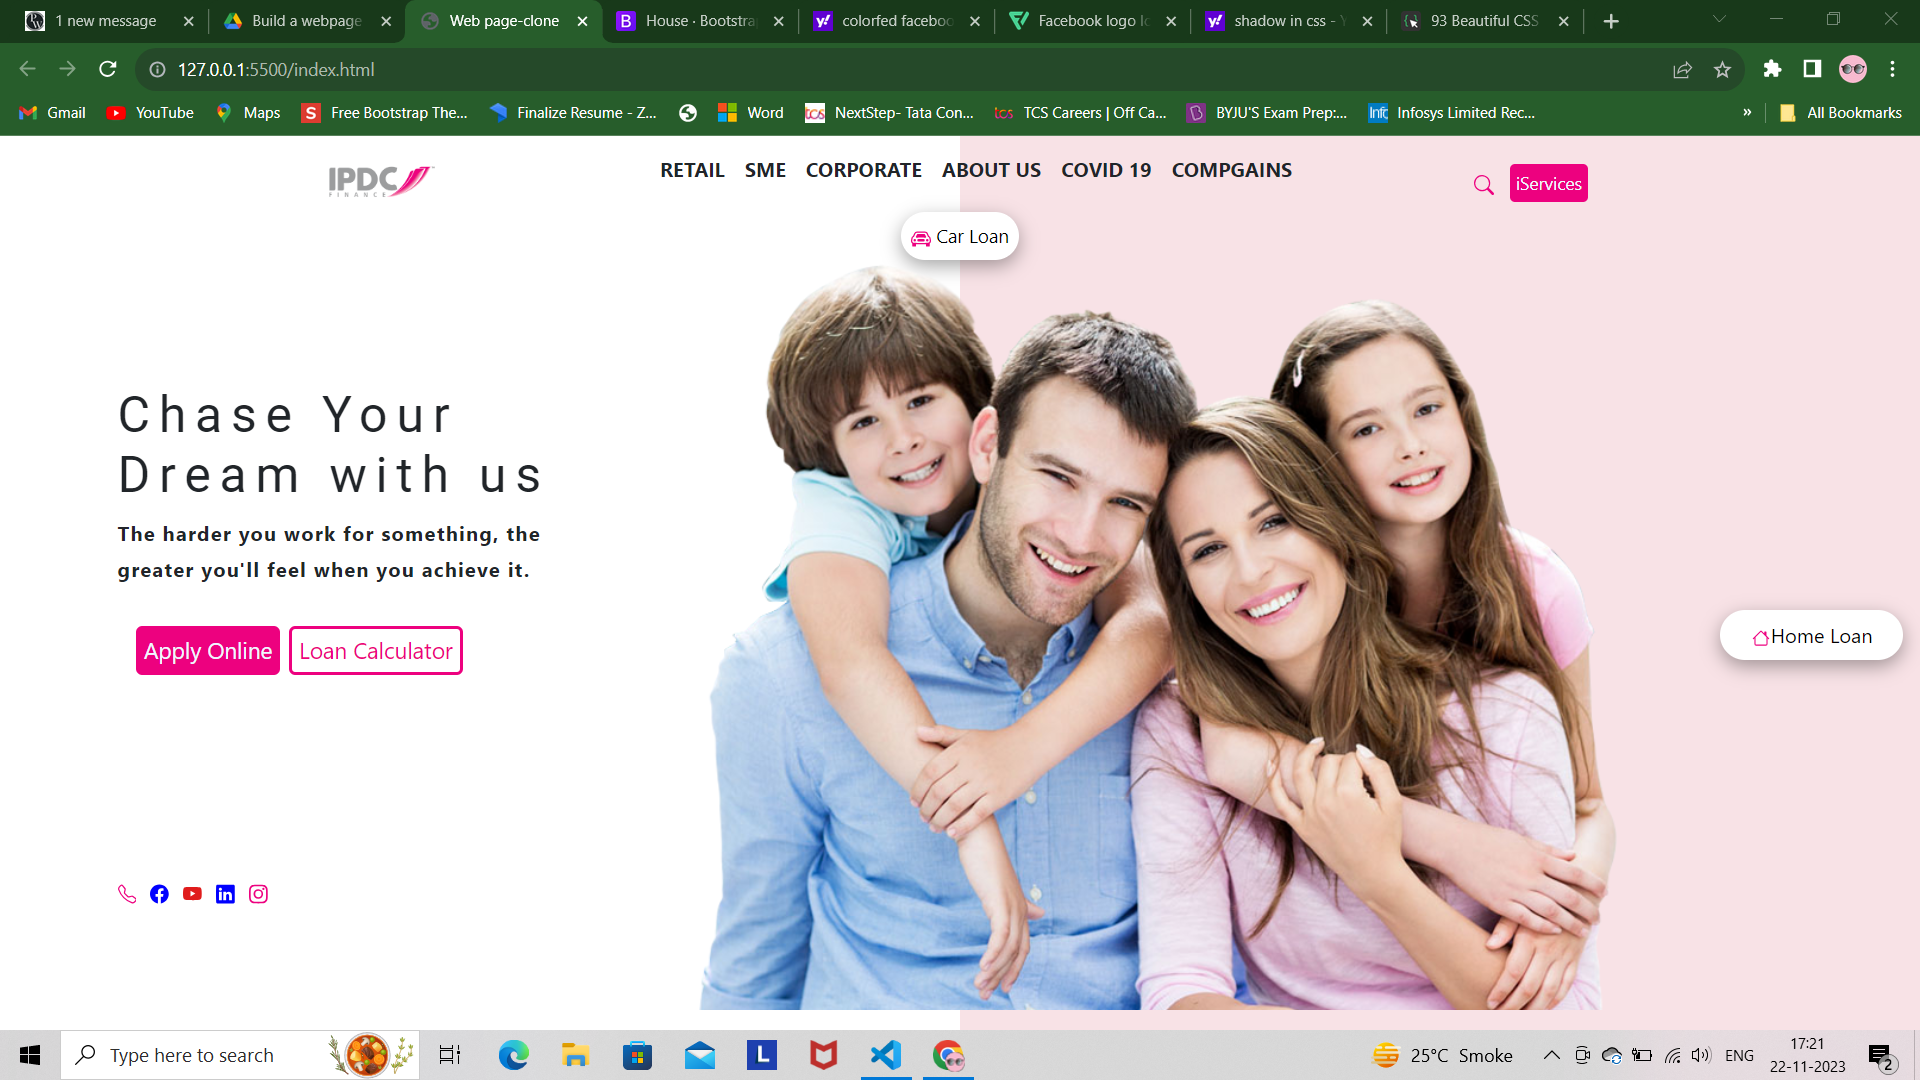 1 new message
Build a webpage
Web page-clone
House · Bootstra
colorfed faceboo
Facebook logo Ic
shadow in css - Y
93 Beautiful CSS
127.0.0.1:5500/index.html
Gmail
YouTube
Maps
Free Bootstrap The...
Finalize Resume - Z...
Word
NextStep- Tata Con...
TCS Careers | Off Ca...
BYJU'S Exam Prep:...
Infosys Limited Rec...
»
All Bookmarks
IPDC
FINANCE
RETAIL SME CORPORATE ABOUT US COVID 19 COMPGAINS
iServices
Car Loan
Chase Your
Dream with us
The harder you work for something, the
greater you'll feel when you achieve it.
Apply Online
Loan Calculator
Home Loan
Type here to search
25°C Smoke
ENG
17:21
22-11-2023
2